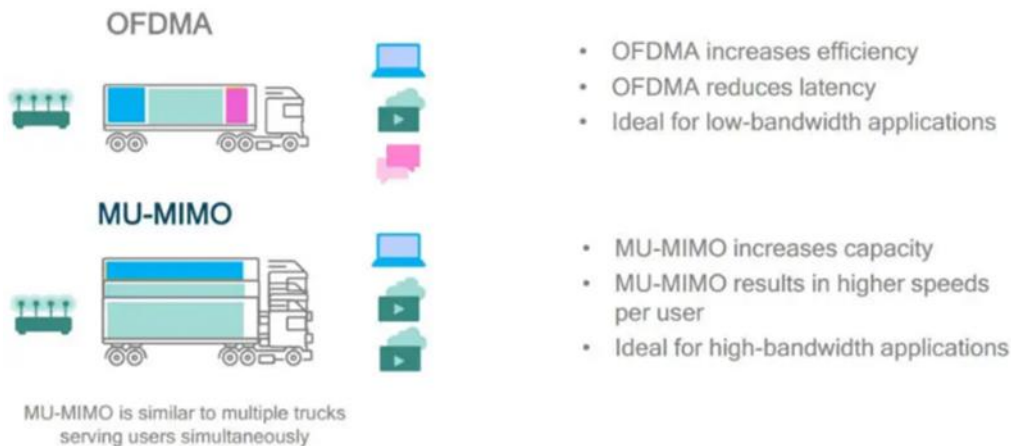 OFDMA
• OFDMA increases efficiency
• OFDMA reduces latency
• Ideal for low-bandwidth applications
MU-MIMO
• MU-MIMO increases capacity
• MU-MIMO results in higher speeds
per user
• Ideal for high-bandwidth applications
MU-MIMO is similar to multiple trucks
serving users simultaneously